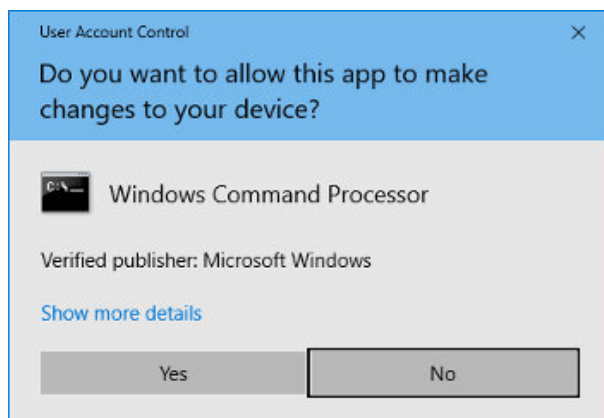 User Account Control
Do you want to allow this app to make
changes to your device?
C:\_
Windows Command Processor
Verified publisher: Microsoft Windows
Show more details
Yes
No